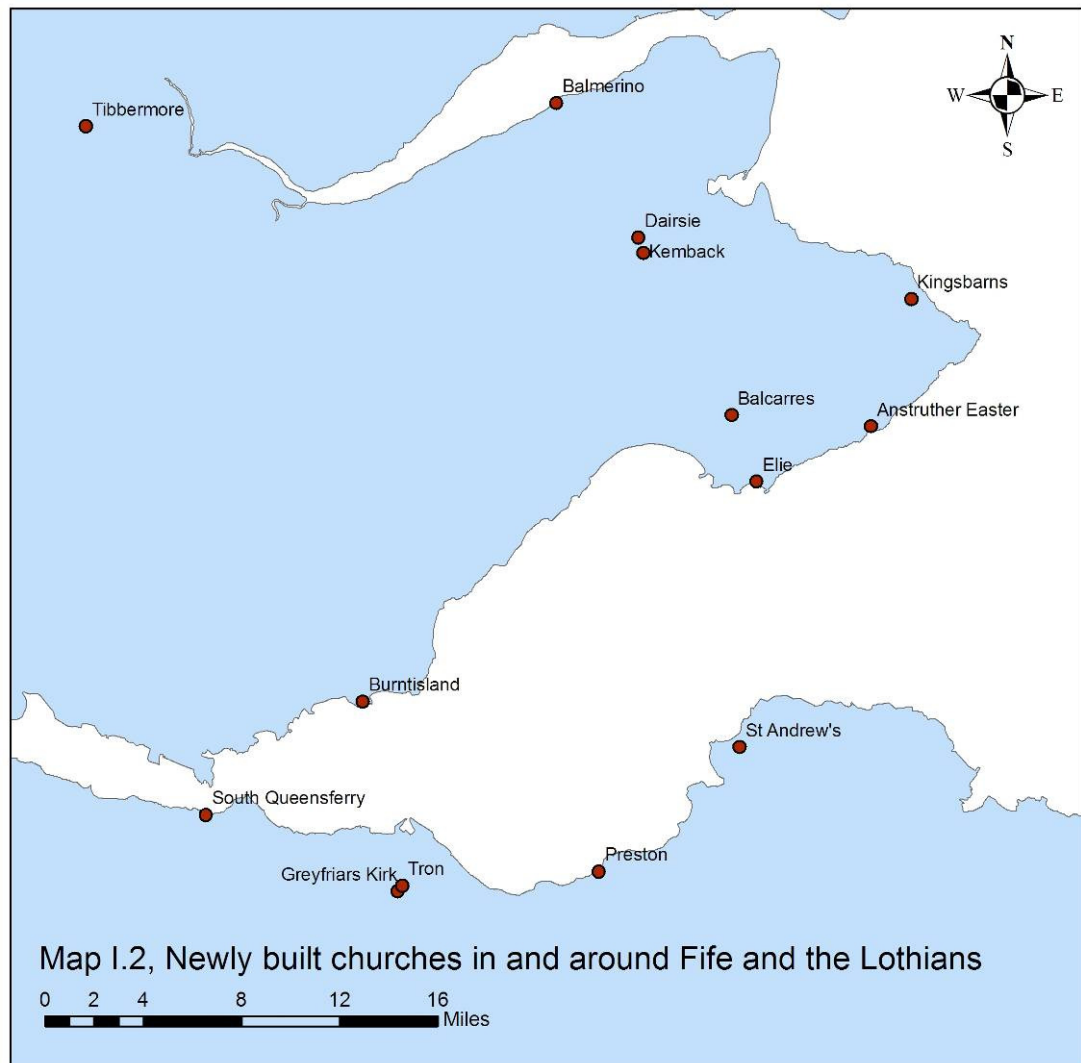 N
W E
S
Tibbermore
Balmerino
Dairsie
Kemback
Kingsbarns
Balcarres
Anstruther Easter
Elie
Burntisland
St Andrew's
South Queensferry
Preston
Greyfriars Kirk
Tron
Map I.2, Newly built churches in and around Fife and the Lothians
0 2 4 8 12 16
Miles